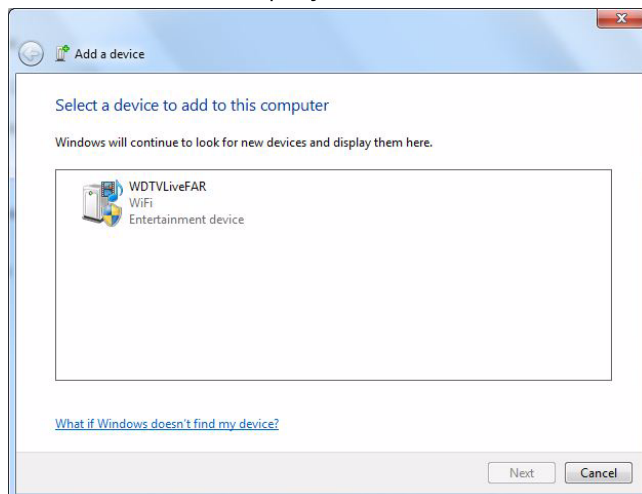 Add a device
Select a device to add to this computer
Windows will continue to look for new devices and display them here.
WDTVLiveFAR
WiFi
Entertainment device
What if Windows doesn't find my device?
Next
Cancel